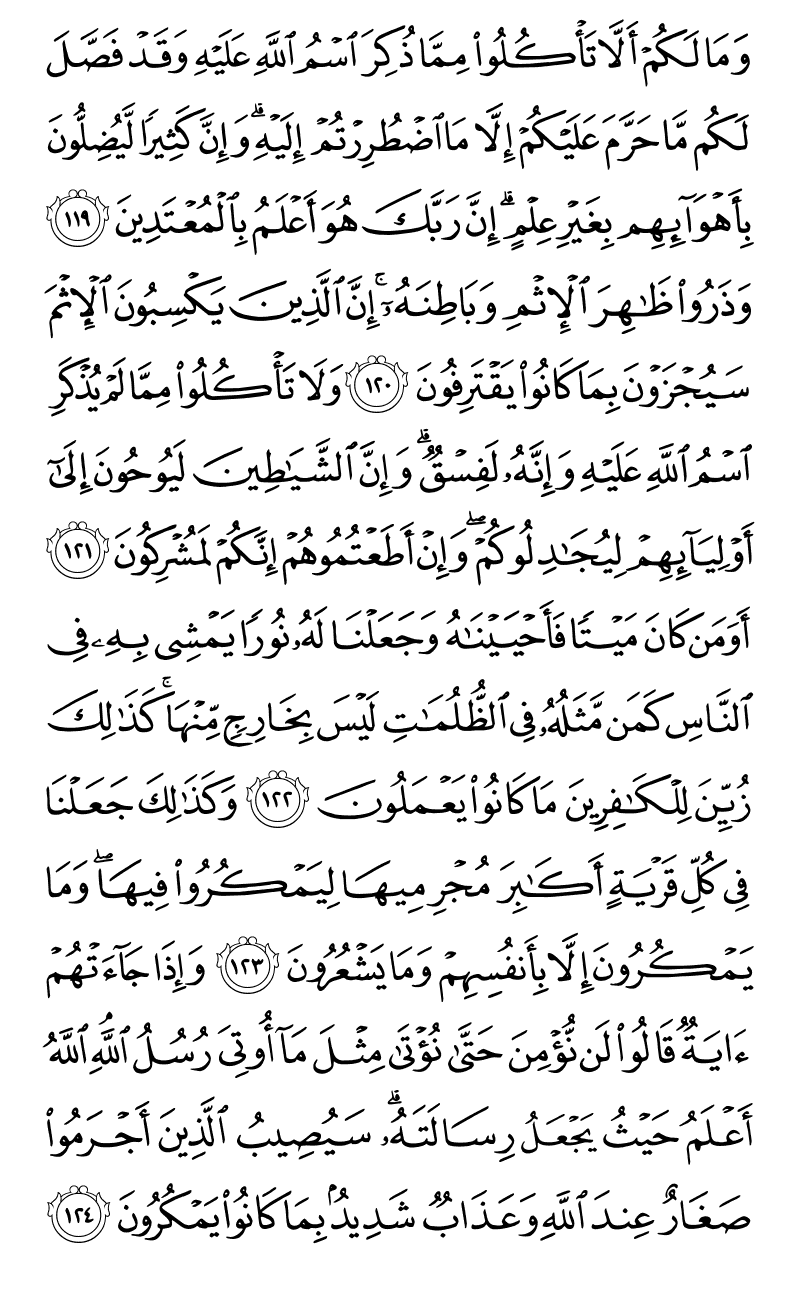 وَمَا لَكُمْ أَلَّا تَأْكُلُوا۟ مِمَّا ذُكِرَ ٱسْمُ ٱللَّهِ عَلَيْهِ وَقَدْ فَصَّلَ
لَكُم مَّا حَرَّمَ عَلَيْكُمْ إِلَّا مَا ٱضْطُرِرْتُمْ إِلَيْهِ ۗ وَإِنَّ كَثِيرًا لَّيُضِلُّونَ
بِأَهْوَآئِهِم بِغَيْرِ عِلْمٍ ۗ إِنَّ رَبَّكَ هُوَ أَعْلَمُ بِٱلْمُعْتَدِينَ ١١٩
وَذَرُوا۟ ظَـٰهِرَ ٱلْإِثْمِ وَبَاطِنَهُۥٓ ۚ إِنَّ ٱلَّذِينَ يَكْسِبُونَ ٱلْإِثْمَ
سَيُجْزَوْنَ بِمَا كَانُوا۟ يَقْتَرِفُونَ ١٢٠ وَلَا تَأْكُلُوا۟ مِمَّا لَمْ يُذْكَرِ
ٱسْمُ ٱللَّهِ عَلَيْهِ وَإِنَّهُۥ لَفِسْقٌ ۗ وَإِنَّ ٱلشَّيَـٰطِينَ لَيُوحُونَ إِلَىٰٓ
أَوْلِيَآئِهِمْ لِيُجَـٰدِلُوكُمْ ۖ وَإِنْ أَطَعْتُمُوهُمْ إِنَّكُمْ لَمُشْرِكُونَ ١٢١
أَوَمَن كَانَ مَيْتًا فَأَحْيَيْنَـٰهُ وَجَعَلْنَا لَهُۥ نُورًا يَمْشِى بِهِۦ فِى
ٱلنَّاسِ كَمَن مَّثَلُهُۥ فِى ٱلظُّلُمَـٰتِ لَيْسَ بِخَارِجٍ مِّنْهَا ۚ كَذَٰلِكَ
زُيِّنَ لِلْكَـٰفِرِينَ مَا كَانُوا۟ يَعْمَلُونَ ١٢٢ وَكَذَٰلِكَ جَعَلْنَا
فِى كُلِّ قَرْيَةٍ أَكَـٰبِرَ مُجْرِمِيهَا لِيَمْكُرُوا۟ فِيهَا ۖ وَمَا
يَمْكُرُونَ إِلَّا بِأَنفُسِهِمْ وَمَا يَشْعُرُونَ ١٢٣ وَإِذَا جَآءَتْهُمْ
ءَايَةٌ قَالُوا۟ لَن نُّؤْمِنَ حَتَّىٰ نُؤْتَىٰ مِثْلَ مَآ أُوتِىَ رُسُلُ ٱللَّهِ ۘ ٱللَّهُ
أَعْلَمُ حَيْثُ يَجْعَلُ رِسَالَتَهُۥ ۗ سَيُصِيبُ ٱلَّذِينَ أَجْرَمُوا۟
صَغَارٌ عِندَ ٱللَّهِ وَعَذَابٌ شَدِيدٌۢ بِمَا كَانُوا۟ يَمْكُرُونَ ١٢٤